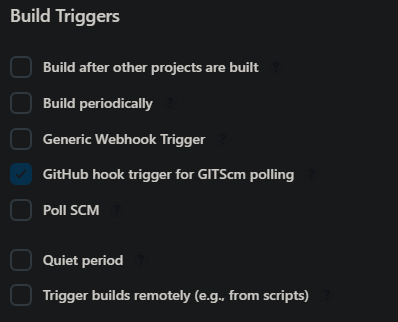 Build Triggers
Build after other projects are built ?
Build periodically ?
Generic Webhook Trigger ?
GitHub hook trigger for GITScm polling ?
Poll SCM ?
Quiet period ?
Trigger builds remotely (e.g., from scripts) ?